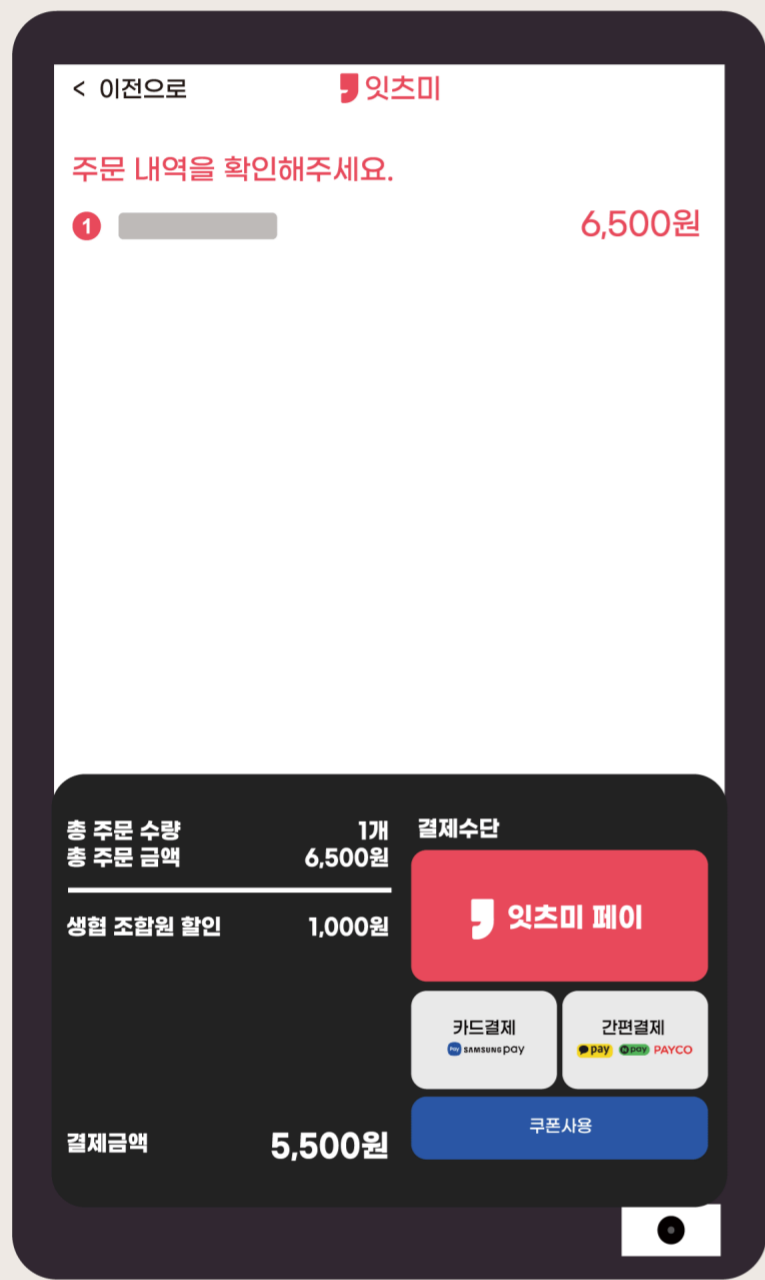 < 이전으로
잇츠미
주문 내역을 확인해주세요.
1 6,500원
총 주문 수량 1개
총 주문 금액 6,500원
생협 조합원 할인 1,000원
결제금액 5,500원
결제수단
잇츠미 페이
카드결제
Pay SAMSUNG pay
간편결제
pay N pay PAYCO
쿠폰사용